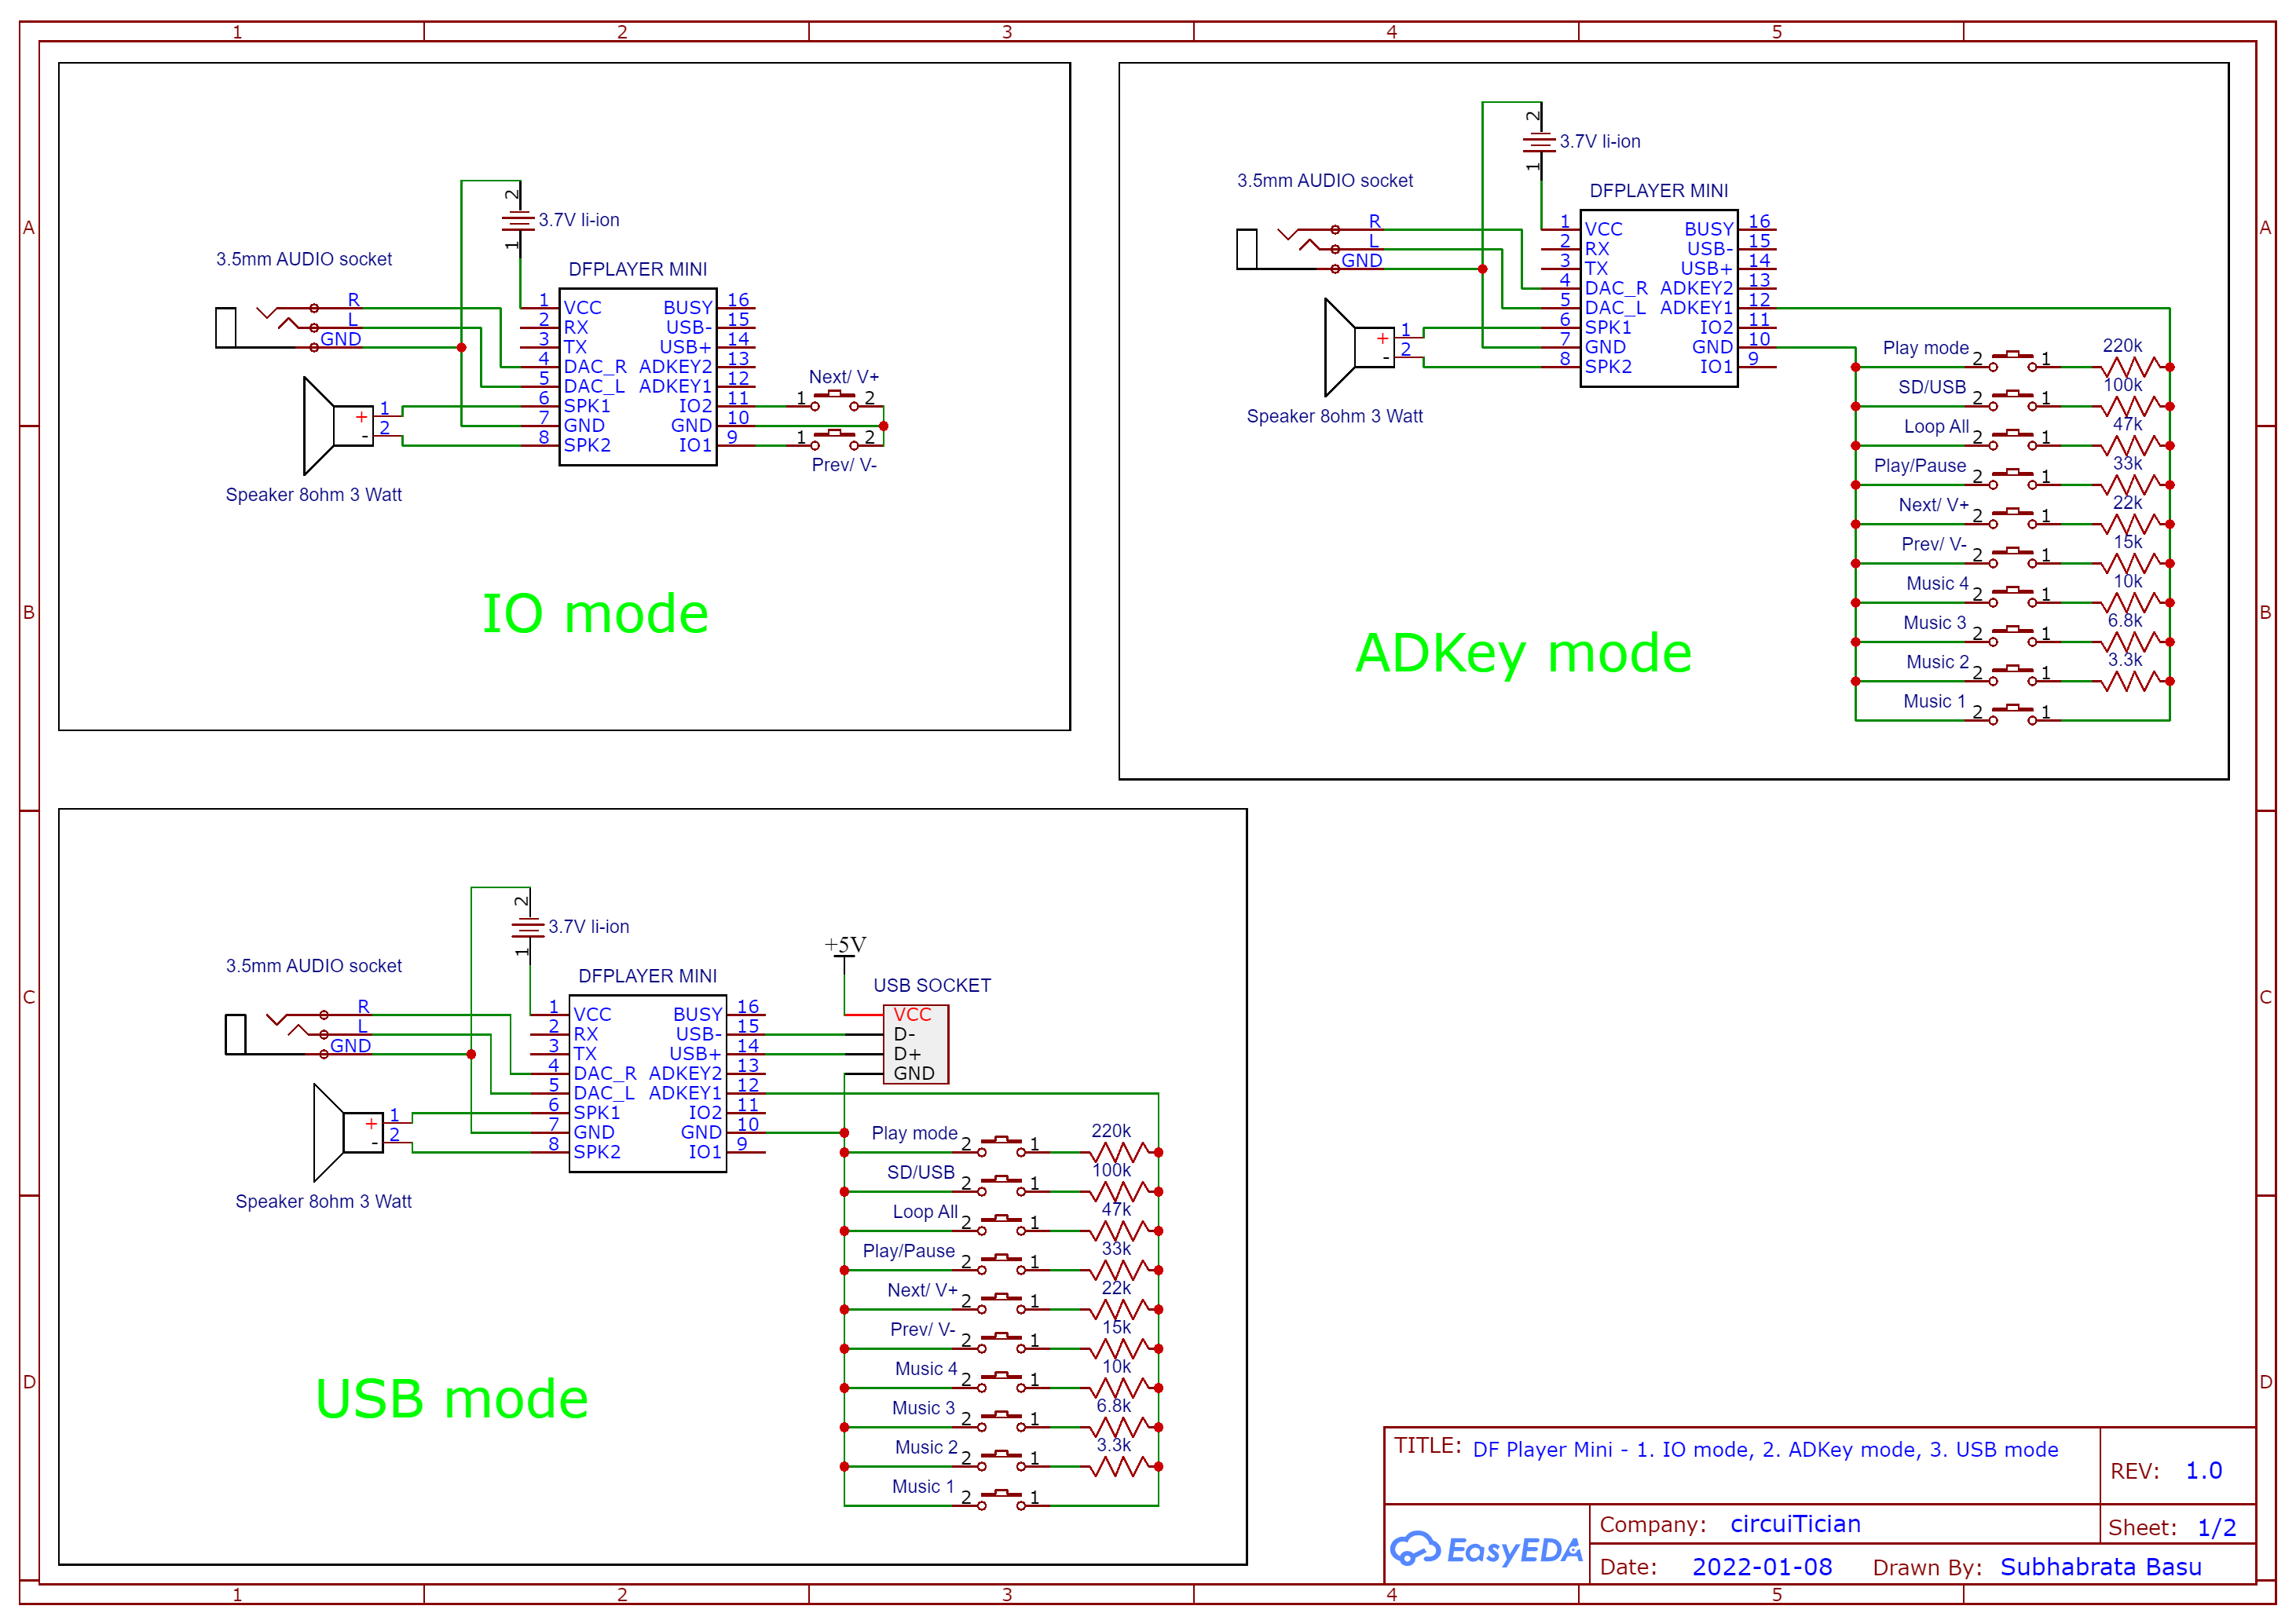 1 2 3 4 5
A
B
C
D
A
B
C
D
3.7V li-ion
2
1
3.5mm AUDIO socket
R
L
GND
DFPLAYER MINI
1 VCC BUSY 16
2 RX USB- 15
3 TX USB+ 14
4 DAC_R ADKEY2 13
5 DAC_L ADKEY1 12
6 SPK1 IO2 11
7 GND GND 10
8 SPK2 IO1 9
+ 1
- 2
Speaker 8ohm 3 Watt
Next/ V+
1 2
1 2
Prev/ V-
IO mode
2
3.7V li-ion
1
3.5mm AUDIO socket
R
L
GND
DFPLAYER MINI
1 VCC BUSY 16
2 RX USB- 15
3 TX USB+ 14
4 DAC_R ADKEY2 13
5 DAC_L ADKEY1 12
6 SPK1 IO2 11
7 GND GND 10
8 SPK2 IO1 9
+ 1
- 2
Speaker 8ohm 3 Watt
Play mode 2 1 220k
SD/USB 2 1 100k
Loop All 2 1 47k
Play/Pause 2 1 33k
Next/ V+ 2 1 22k
Prev/ V- 2 1 15k
Music 4 2 1 10k
Music 3 2 1 6.8k
Music 2 2 1 3.3k
Music 1 2 1
ADKey mode
2
3.7V li-ion
1
3.5mm AUDIO socket
R
L
GND
DFPLAYER MINI
1 VCC BUSY 16
2 RX USB- 15
3 TX USB+ 14
4 DAC_R ADKEY2 13
5 DAC_L ADKEY1 12
6 SPK1 IO2 11
7 GND GND 10
8 SPK2 IO1 9
+ 1
- 2
Speaker 8ohm 3 Watt
+5V
USB SOCKET
VCC
D-
D+
GND
Play mode 2 1 220k
SD/USB 2 1 100k
Loop All 2 1 47k
Play/Pause 2 1 33k
Next/ V+ 2 1 22k
Prev/ V- 2 1 15k
Music 4 2 1 10k
Music 3 2 1 6.8k
Music 2 2 1 3.3k
Music 1 2 1
USB mode
TITLE: DF Player Mini - 1. IO mode, 2. ADKey mode, 3. USB mode
REV: 1.0
EasyEDA
Company: circuiTician
Sheet: 1/2
Date: 2022-01-08 Drawn By: Subhabrata Basu
1 2 3 4 5